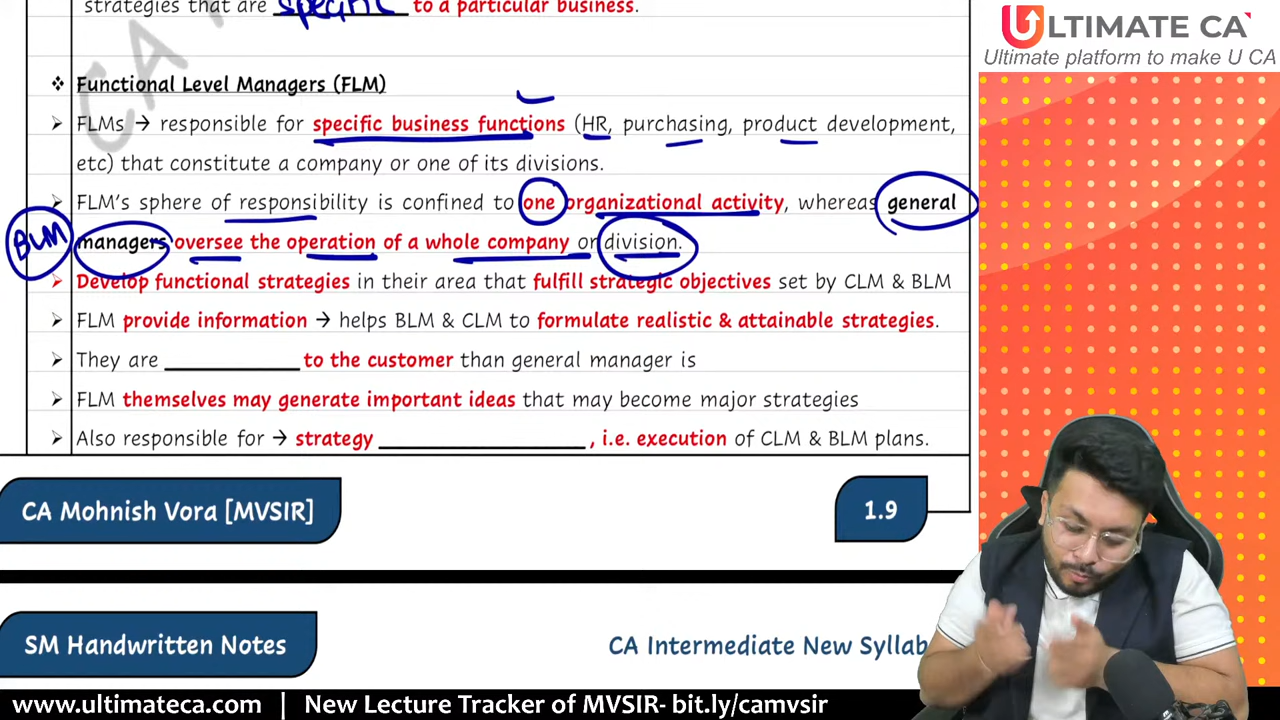 strategies that are specific to a particular business.
ULTIMATE CA
Ultimate platform to make U CA
CA
❖ Functional Level Managers (FLM)
➢ FLMs → responsible for specific business functions (HR, purchasing, product development,
etc) that constitute a company or one of its divisions.
➢ FLM's sphere of responsibility is confined to one organizational activity, whereas general
BLM managers oversee the operation of a whole company or division.
➢ Develop functional strategies in their area that fulfill strategic objectives set by CLM & BLM
➢ FLM provide information → helps BLM & CLM to formulate realistic & attainable strategies.
➢ They are ____________ to the customer than general manager is
➢ FLM themselves may generate important ideas that may become major strategies
➢ Also responsible for → strategy __________________, i.e. execution of CLM & BLM plans.
CA Mohnish Vora [MVSIR]
1.9
SM Handwritten Notes
CA Intermediate New Syllab
www.ultimateca.com | New Lecture Tracker of MVSIR- bit.ly/camvsir